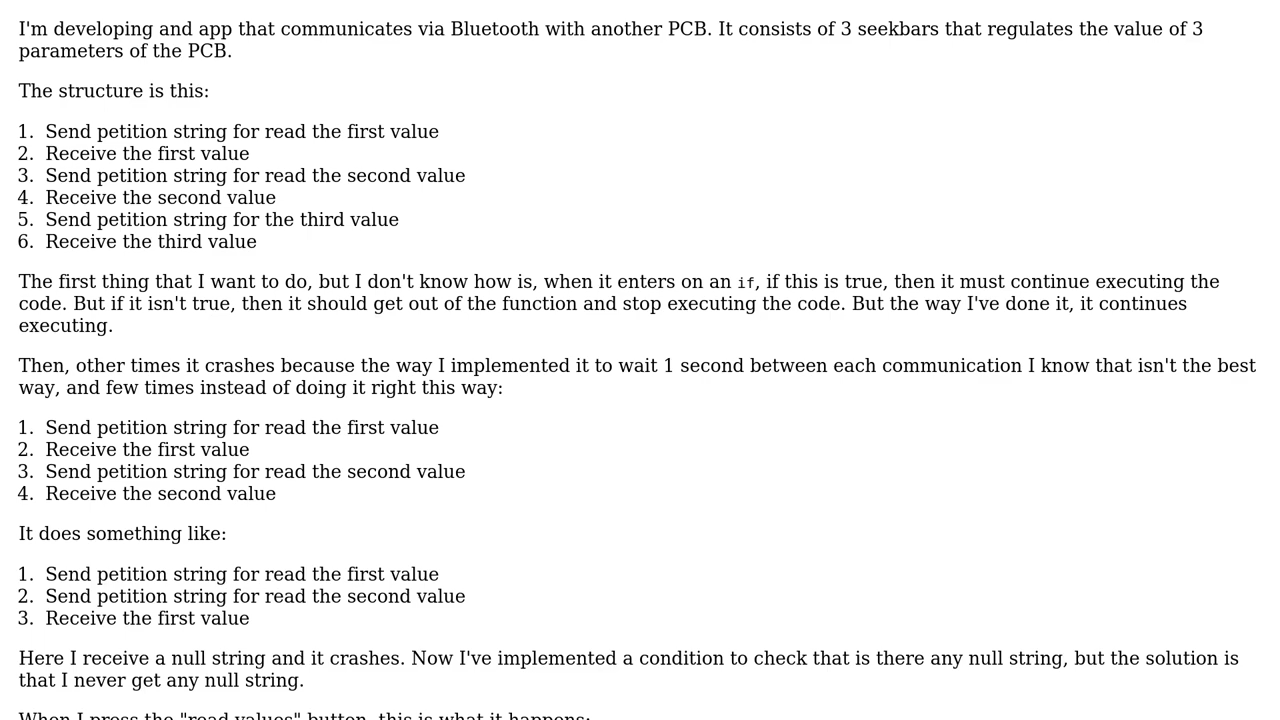 I'm developing and app that communicates via Bluetooth with another PCB. It consists of 3 seekbars that regulates the value of 3
parameters of the PCB.
The structure is this:
1. Send petition string for read the first value
2. Receive the first value
3. Send petition string for read the second value
4. Receive the second value
5. Send petition string for the third value
6. Receive the third value
The first thing that I want to do, but I don't know how is, when it enters on an if, if this is true, then it must continue executing the
code. But if it isn't true, then it should get out of the function and stop executing the code. But the way I've done it, it continues
executing.
Then, other times it crashes because the way I implemented it to wait 1 second between each communication I know that isn't the best
way, and few times instead of doing it right this way:
1. Send petition string for read the first value
2. Receive the first value
3. Send petition string for read the second value
4. Receive the second value
It does something like:
1. Send petition string for read the first value
2. Send petition string for read the second value
3. Receive the first value
Here I receive a null string and it crashes. Now I've implemented a condition to check that is there any null string, but the solution is
that I never get any null string.
When I press the "read values" button, this is what it happens: